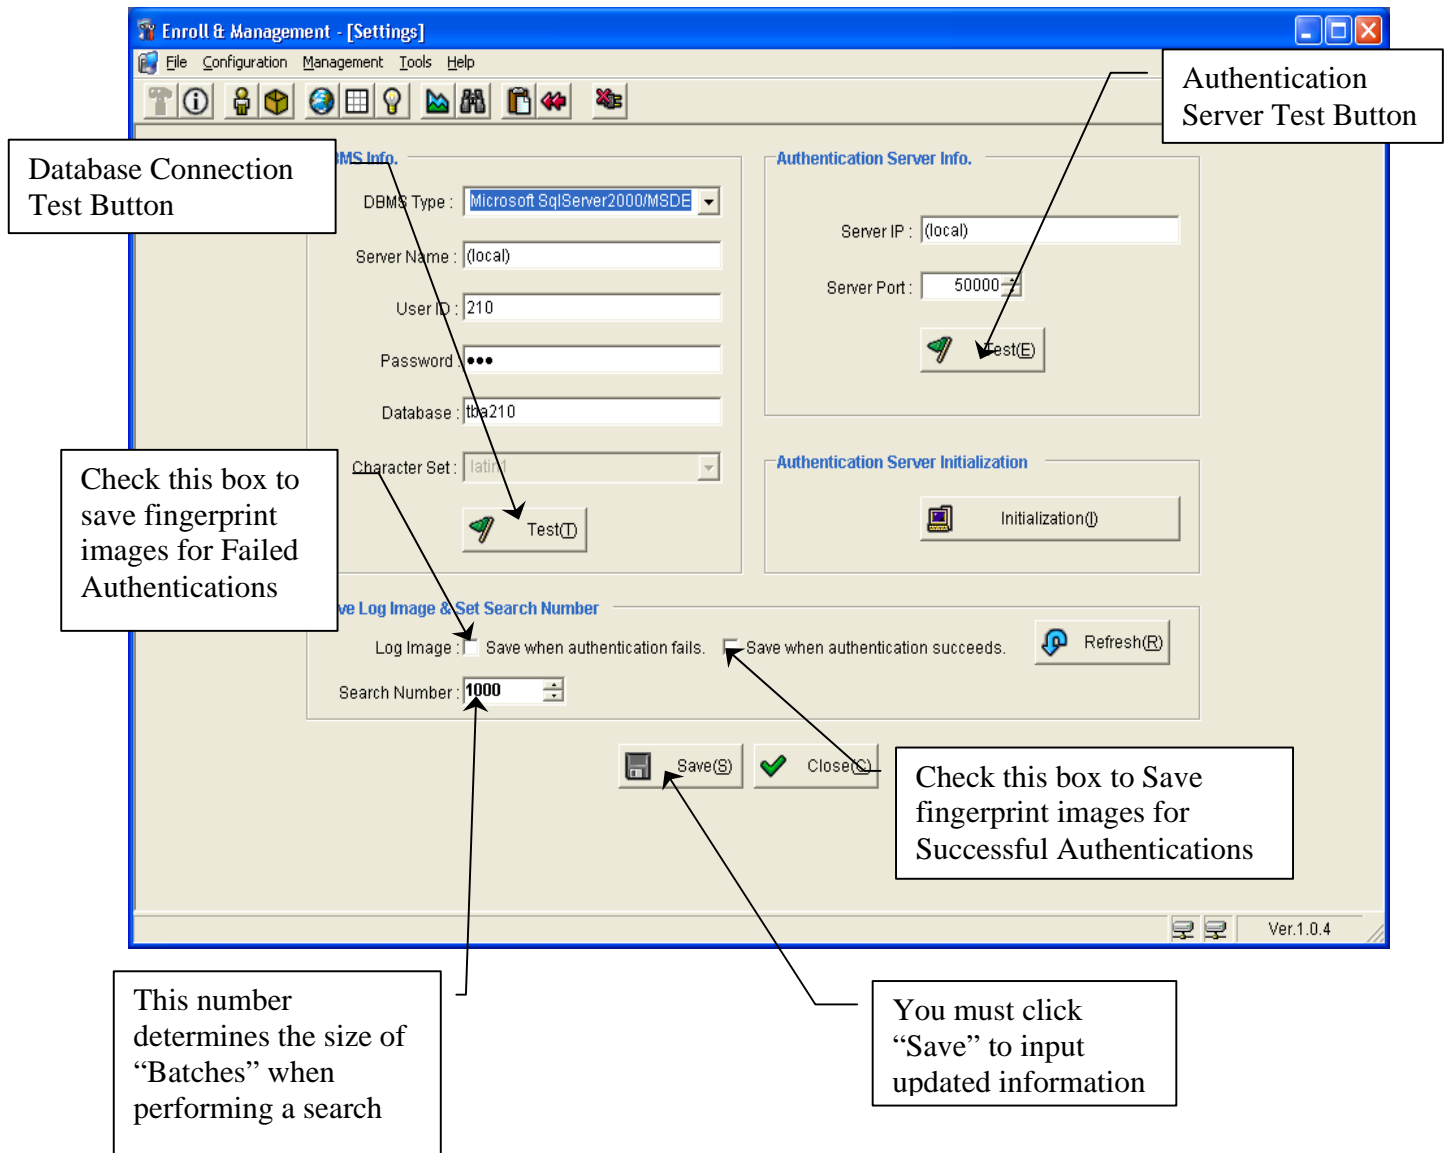 Enroll & Management - [Settings]
File Configuration Management Tools Help
Authentication
Server Test Button
Database Connection
Test Button
BMS Info.
DBMS Type : Microsoft SqlServer2000/MSDE
Server Name : (local)
User ID : 210
Password : •••
Database : tba210
Character Set : latin1
Test(T)
Authentication Server Info.
Server IP : (local)
Server Port : 50000
Test(E)
Authentication Server Initialization
Initialization(I)
Check this box to
save fingerprint
images for Failed
Authentications
ve Log Image & Set Search Number
Log Image : Save when authentication fails. Save when authentication succeeds.
Refresh(R)
Search Number : 1000
Save(S) Close(C)
Check this box to Save
fingerprint images for
Successful Authentications
Ver.1.0.4
This number
determines the size of
“Batches” when
performing a search
You must click
“Save” to input
updated information